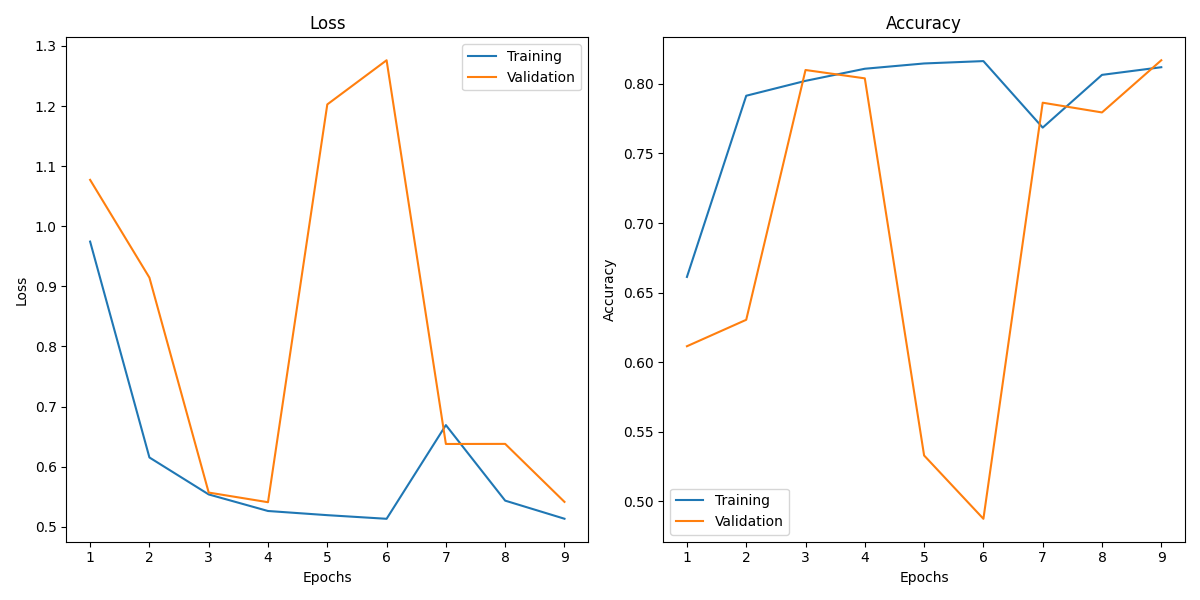 Loss
Training
Validation
1.3
1.2
1.1
1.0
0.9
0.8
0.7
0.6
0.5
Loss
1 2 3 4 5 6 7 8 9
Epochs
Accuracy
0.80
0.75
0.70
0.65
0.60
0.55
0.50
Accuracy
Training
Validation
1 2 3 4 5 6 7 8 9
Epochs